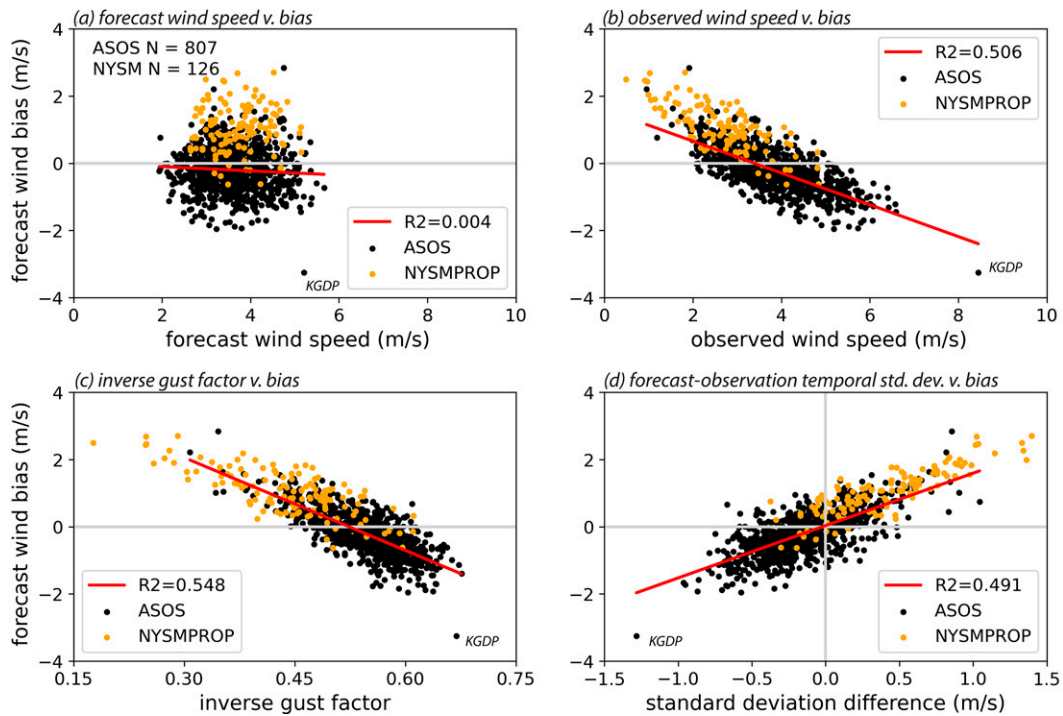 (a) forecast wind speed v. bias
ASOS N = 807
NYSM N = 126
forecast wind bias (m/s)
4
2
0
−2
−4
R2=0.004
ASOS
NYSMPROP
KGDP
0 2 4 6 8 10
forecast wind speed (m/s)
(b) observed wind speed v. bias
4
2
0
−2
−4
R2=0.506
ASOS
NYSMPROP
KGDP
0 2 4 6 8 10
observed wind speed (m/s)
(c) inverse gust factor v. bias
forecast wind bias (m/s)
4
2
0
−2
−4
R2=0.548
ASOS
NYSMPROP
KGDP
0.15 0.30 0.45 0.60 0.75
inverse gust factor
(d) forecast-observation temporal std. dev. v. bias
4
2
0
−2
−4
R2=0.491
ASOS
NYSMPROP
KGDP
−1.5 −1.0 −0.5 0.0 0.5 1.0 1.5
standard deviation difference (m/s)